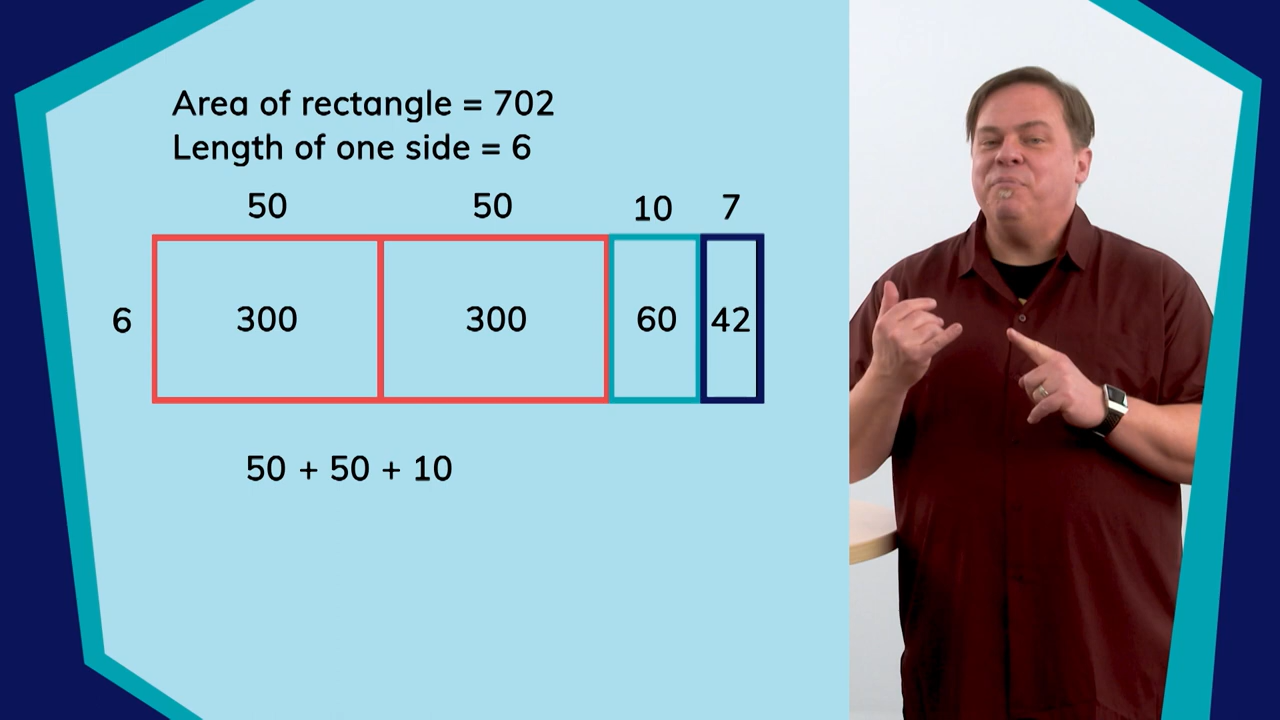 Area of rectangle = 702
Length of one side = 6
50 50 10 7
6 300 300 60 42
50 + 50 + 10